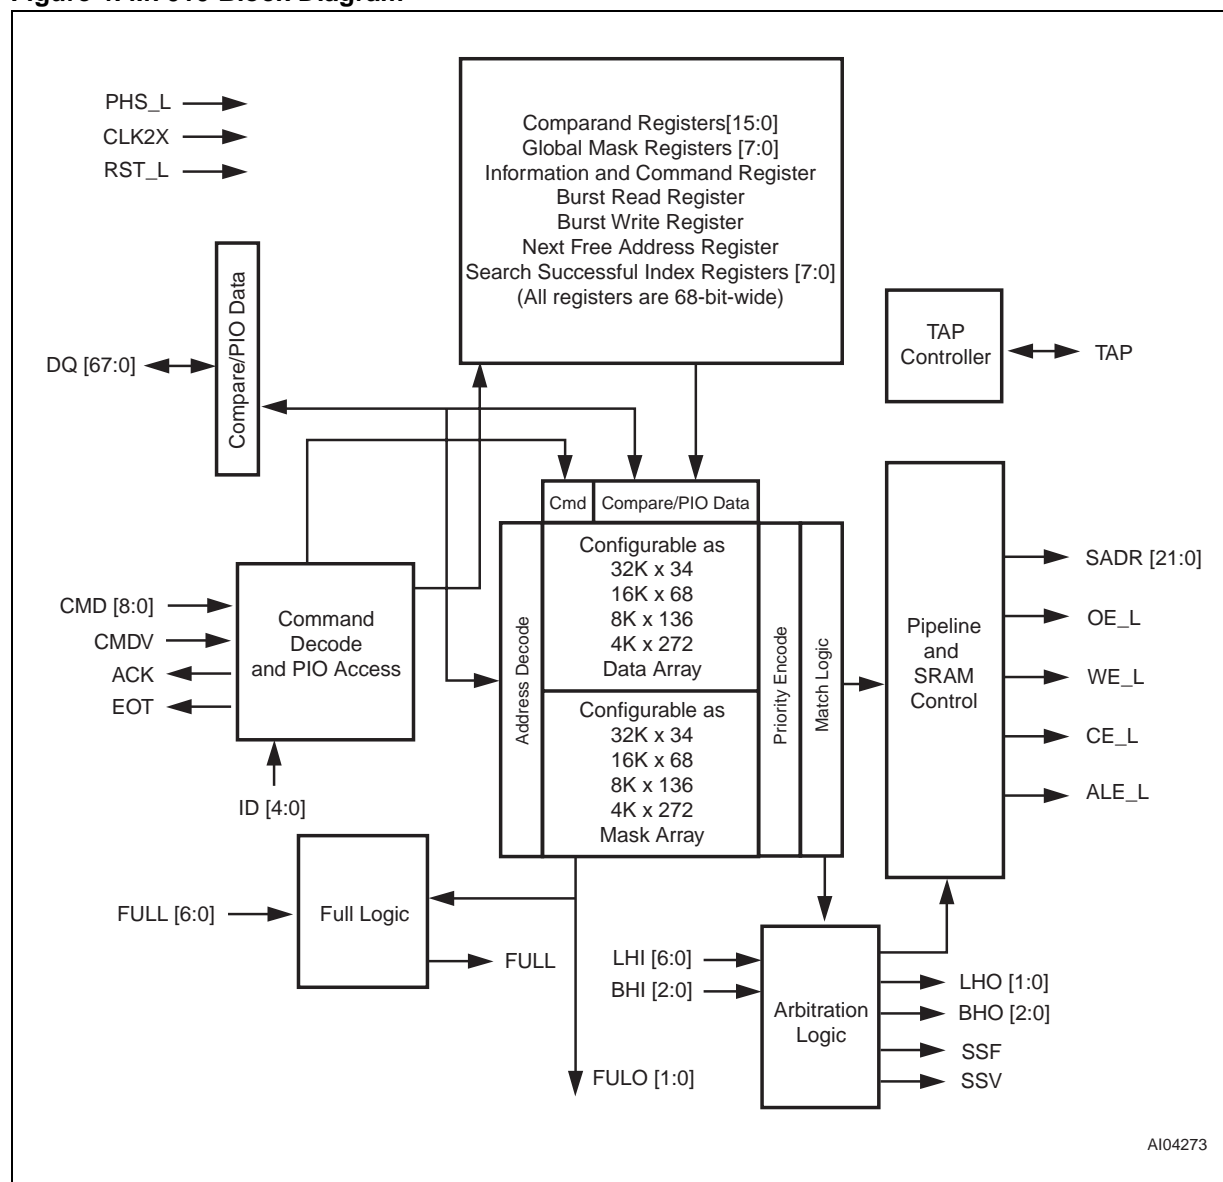 PHS_L
CLK2X
RST_L
Comparand Registers[15:0]
Global Mask Registers [7:0]
Information and Command Register
Burst Read Register
Burst Write Register
Next Free Address Register
Search Successful Index Registers [7:0]
(All registers are 68-bit-wide)
Compare/PIO Data
DQ [67:0]
TAP
Controller
TAP
Cmd
Compare/PIO Data
CMD [8:0]
CMDV
ACK
EOT
Command
Decode
and PIO Access
ID [4:0]
Address Decode
Configurable as
32K x 34
16K x 68
8K x 136
4K x 272
Data Array
Configurable as
32K x 34
16K x 68
8K x 136
4K x 272
Mask Array
Priority Encode
Match Logic
Pipeline
and
SRAM
Control
SADR [21:0]
OE_L
WE_L
CE_L
ALE_L
FULL [6:0]
Full Logic
FULL
FULO [1:0]
LHI [6:0]
BHI [2:0]
Arbitration
Logic
LHO [1:0]
BHO [2:0]
SSF
SSV
AI04273